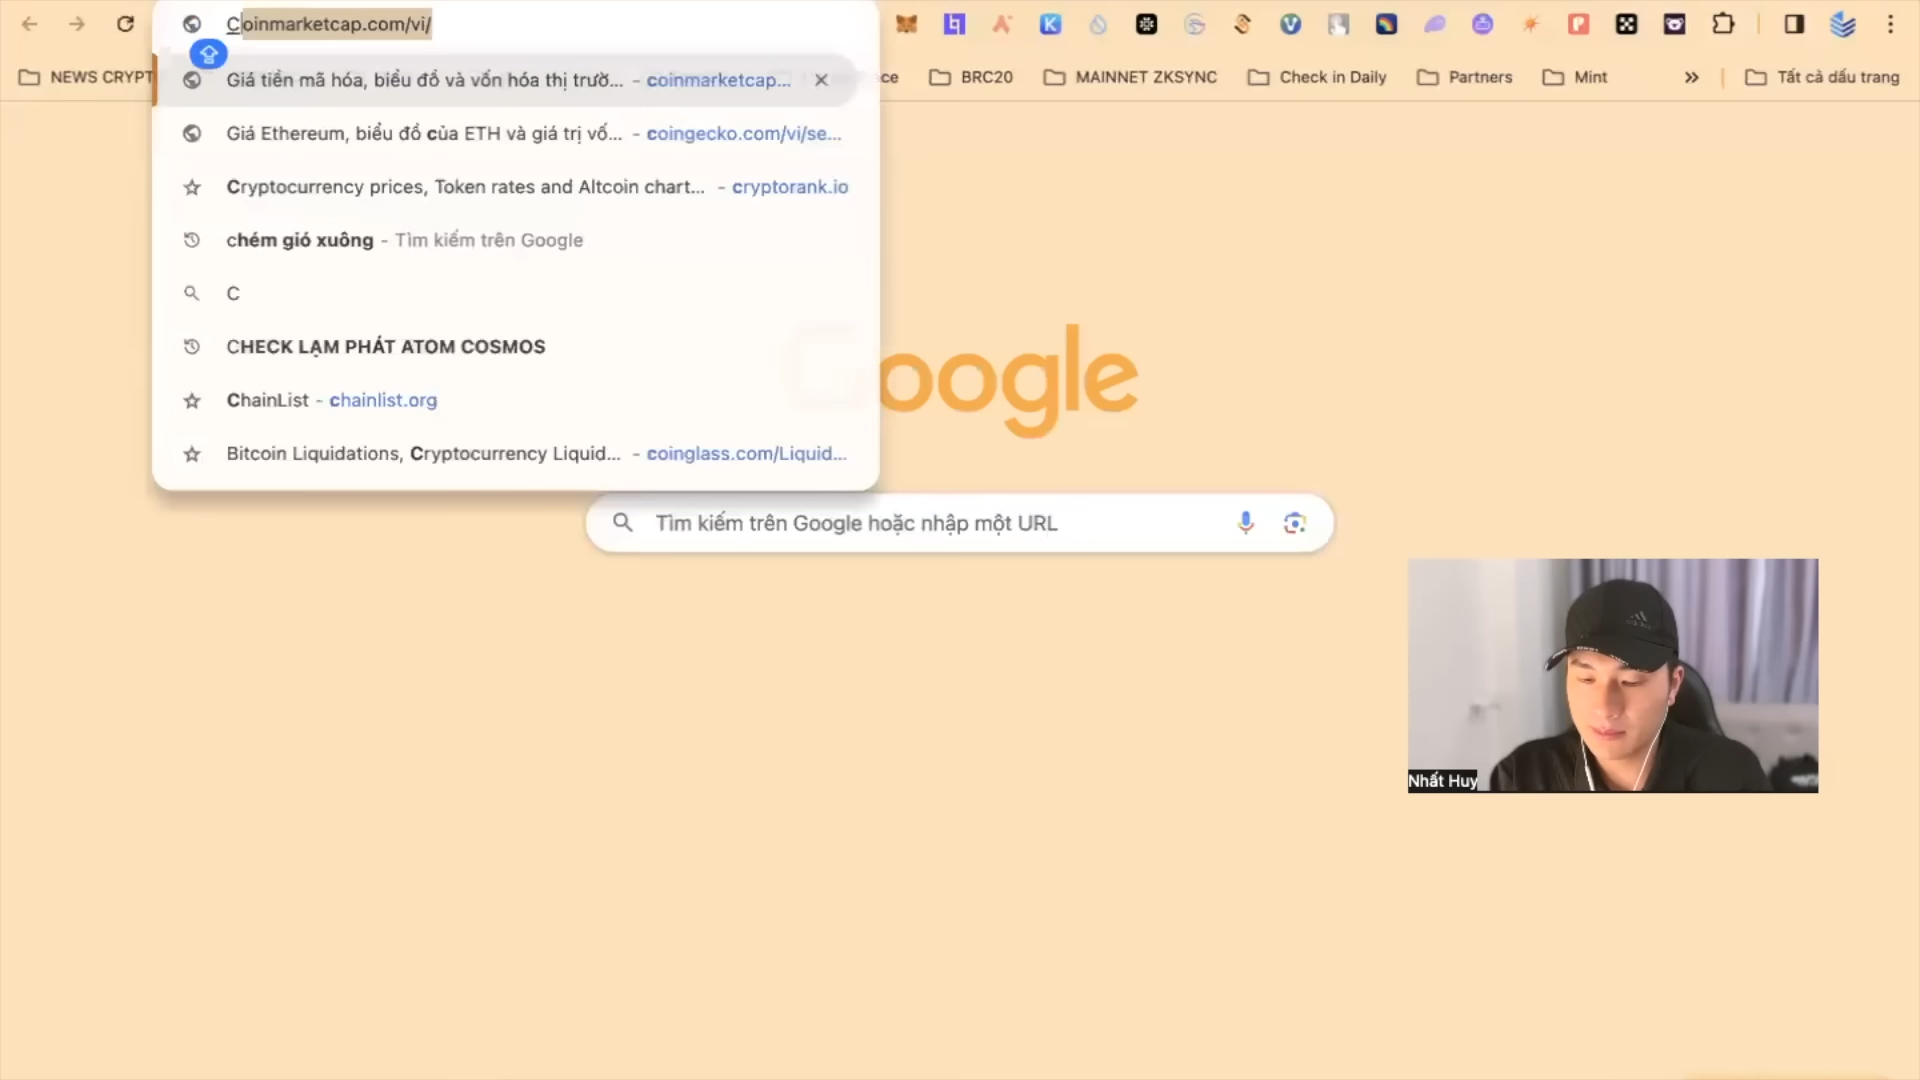 Coinmarketcap.com/vi/
NEWS CRYPT
Giá tiền mã hóa, biểu đồ và vốn hóa thị trườ... - coinmarketcap...
BRC20
MAINNET ZKSYNC
Check in Daily
Partners
Mint
Tất cả dấu trang
Giá Ethereum, biểu đồ của ETH và giá trị vố... - coingecko.com/vi/se...
Cryptocurrency prices, Token rates and Altcoin chart... - cryptorank.io
chém gió xuông - Tìm kiếm trên Google
C
CHECK LẠM PHÁT ATOM COSMOS
ChainList - chainlist.org
Bitcoin Liquidations, Cryptocurrency Liquid... - coinglass.com/Liquid...
Google
Tìm kiếm trên Google hoặc nhập một URL
Nhất Huy